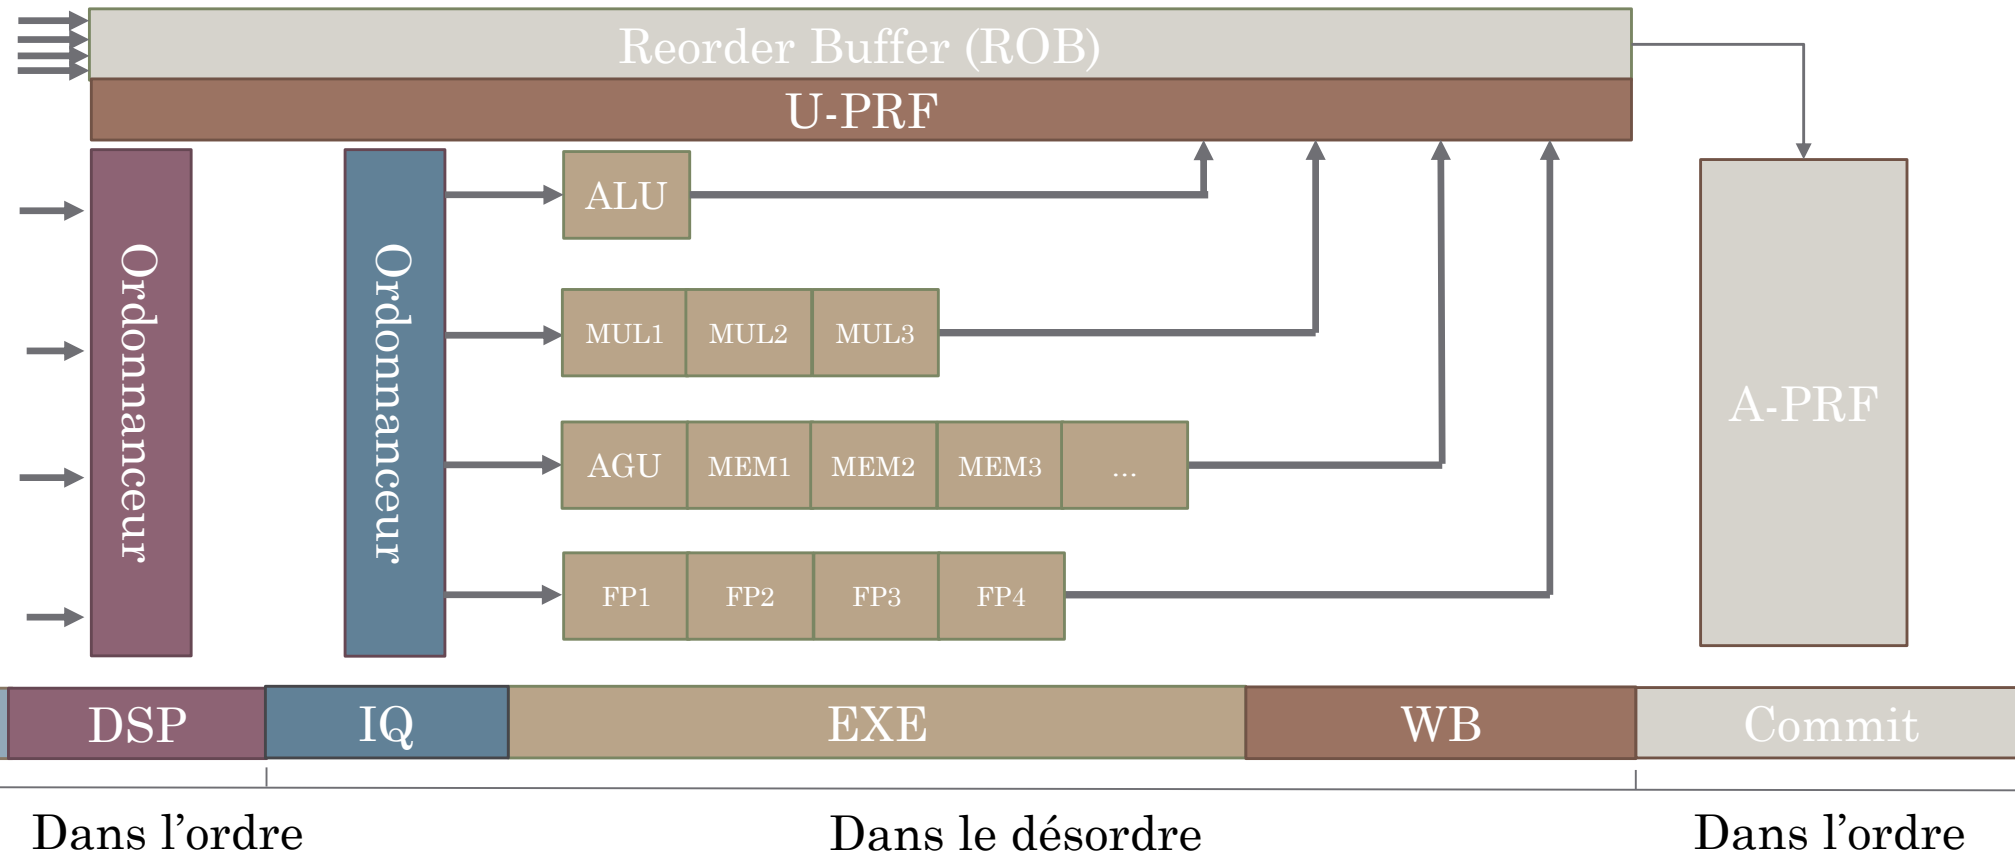 Reorder Buffer (ROB)
U-PRF
Ordonnanceur
Ordonnanceur
ALU
MUL1 MUL2 MUL3
AGU MEM1 MEM2 MEM3 ...
FP1 FP2 FP3 FP4
A-PRF
DSP IQ EXE WB Commit
Dans l'ordre Dans le désordre Dans l'ordre